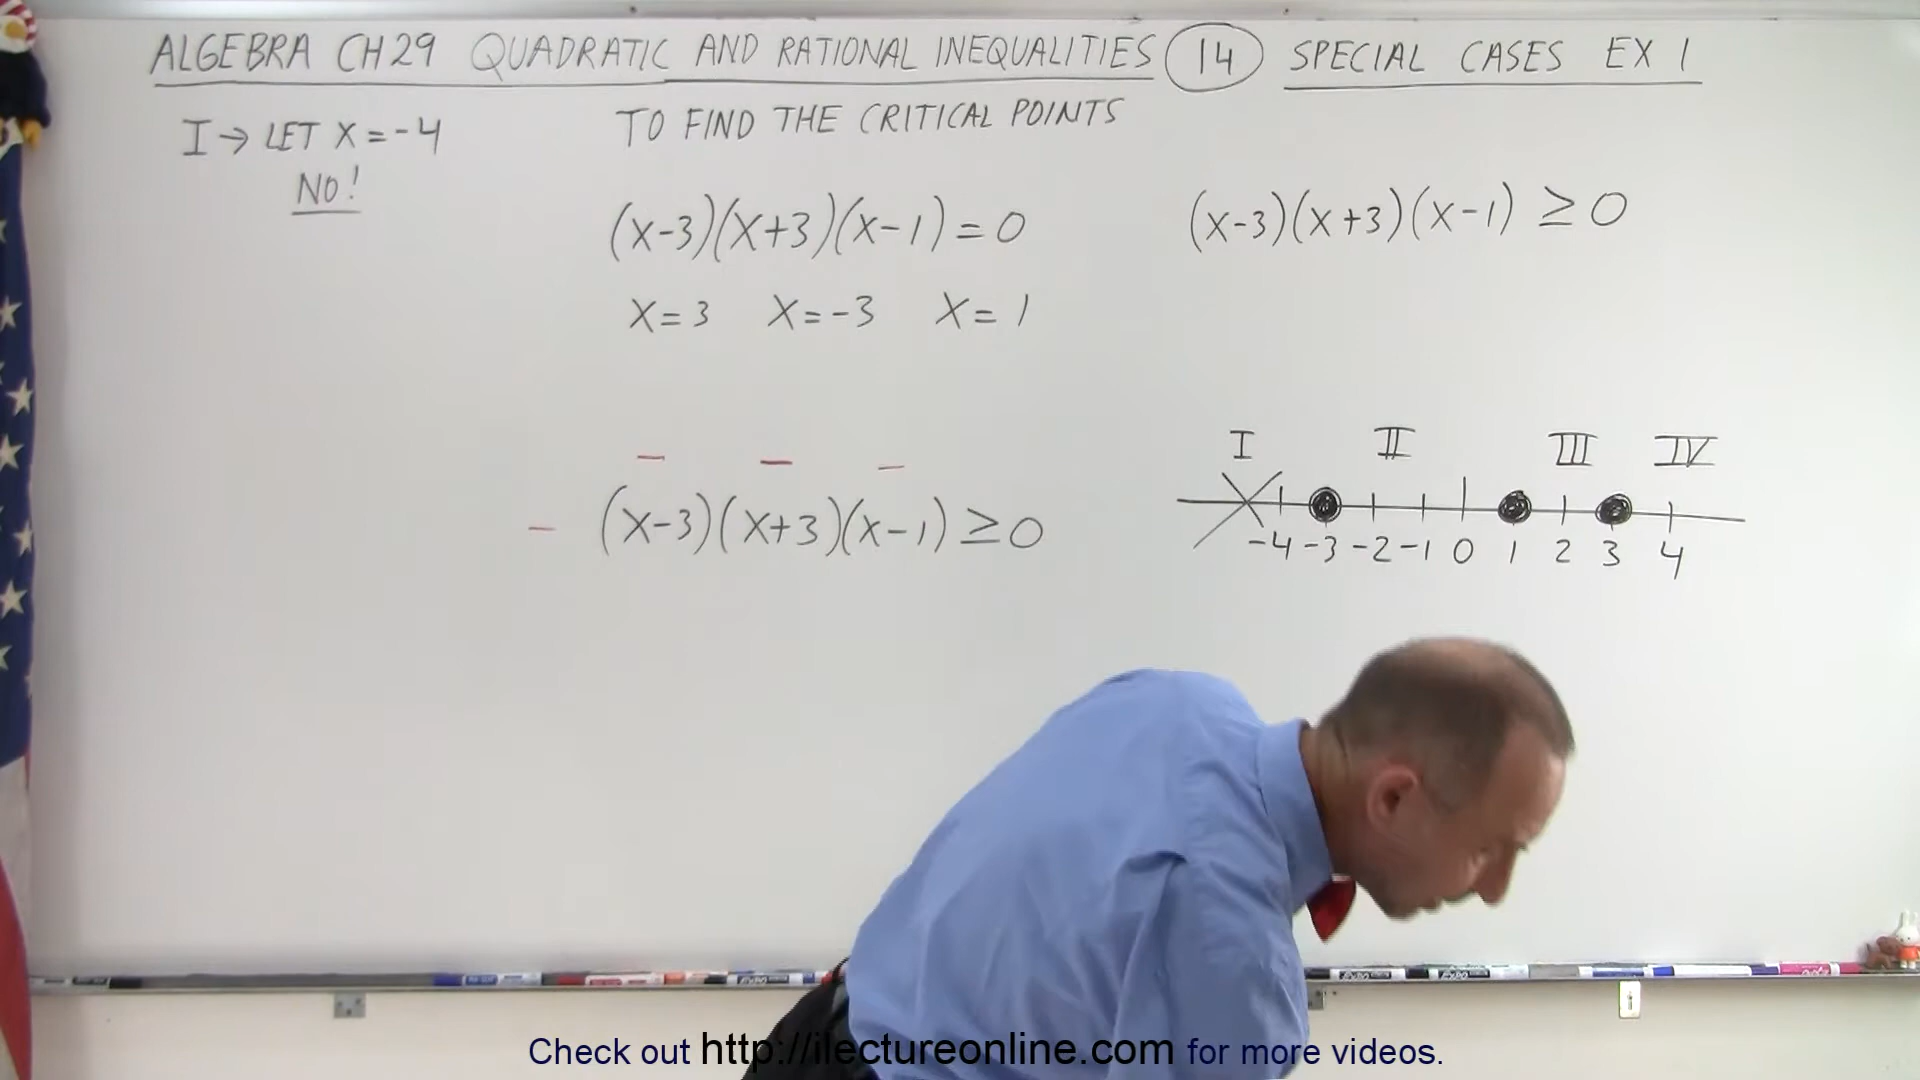 ALGEBRA CH 29 QUADRATIC AND RATIONAL INEQUALITIES 14 SPECIAL CASES EX 1
I → LET X = -4
NO!
TO FIND THE CRITICAL POINTS
(X-3)(X+3)(X-1) = 0
X = 3 X = -3 X = 1
(X-3)(X+3)(X-1) ≥ 0
- - -
- (X-3)(X+3)(X-1) ≥ 0
I II III IV
-4 -3 -2 -1 0 1 2 3 4
Check out http://ilectureonline.com for more videos.